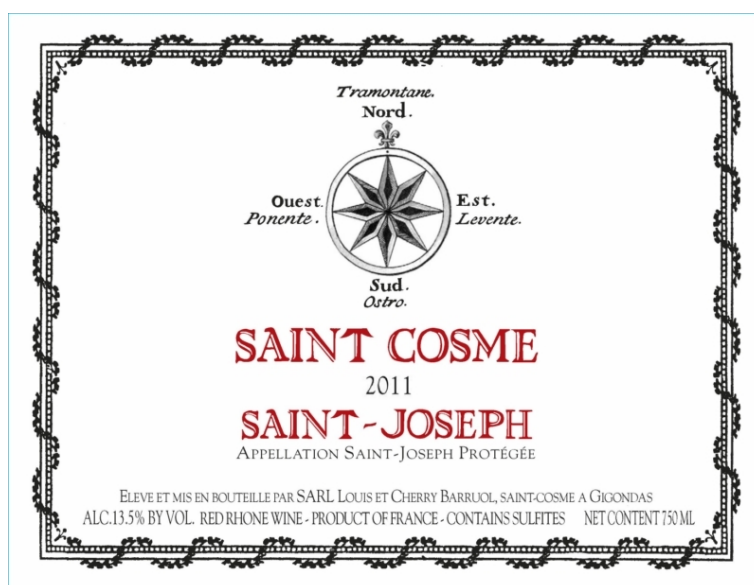 Tramontane.
Nord.
Ouest. Est.
Ponente. Levente.
Sud.
Ostro.
SAINT COSME
2011
SAINT-JOSEPH
APPELLATION SAINT-JOSEPH PROTÉGÉE
ELEVE ET MIS EN BOUTEILLE PAR SARL LOUIS ET CHERRY BARRUOL, SAINT-COSME A GIGONDAS
ALC.13.5% BY VOL. RED RHONE WINE - PRODUCT OF FRANCE - CONTAINS SULFITES NET CONTENT 750 ML